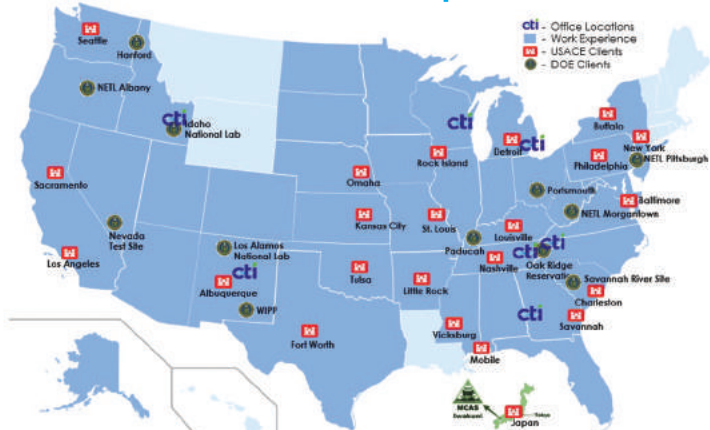 cti - Office Locations
- Work Experience
- USACE Clients
- DOE Clients
Seattle
Hanford
NETL Albany
cti
Idaho
National Lab
cti
Detroit
cti
Buffalo
New York
NETL Pittsburgh
Philadelphia
Rock Island
Sacramento
Omaha
Portsmouth
Baltimore
NETL Morgantown
Kansas City
St. Louis
Louisville
Paducah
Nevada
Test Site
Los Angeles
Los Alamos
National Lab
cti
Albuquerque
WIPP
Tulsa
Little Rock
Nashville
cti
cti
Oak Ridge
Reservation
Savannah River Site
Charleston
cti
Savannah
Fort Worth
Vicksburg
Mobile
MCAS
Tokyo
Japan